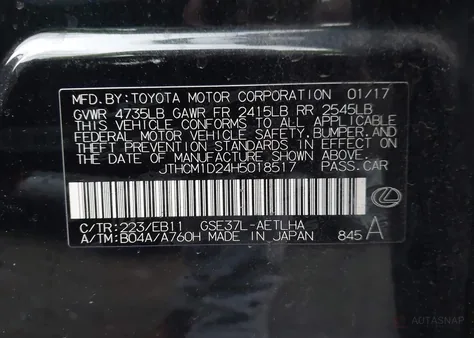 MFD.BY:TOYOTA MOTOR CORPORATION 01/17
GVWR 4735LB GAWR FR 2415LB RR 2545LB
THIS VEHICLE CONFORMS TO ALL APPLICABLE
FEDERAL MOTOR VEHICLE SAFETY,BUMPER,AND
THEFT PREVENTION STANDARDS IN EFFECT ON
THE DATE OF MANUFACTURE SHOWN ABOVE.
JTHCM1D24H5018517 PASS.CAR
C/TR:223/EB11 GSE37L-AETLHA
A/TM:B04A/A760H MADE IN JAPAN 845 A
AUTASNAP